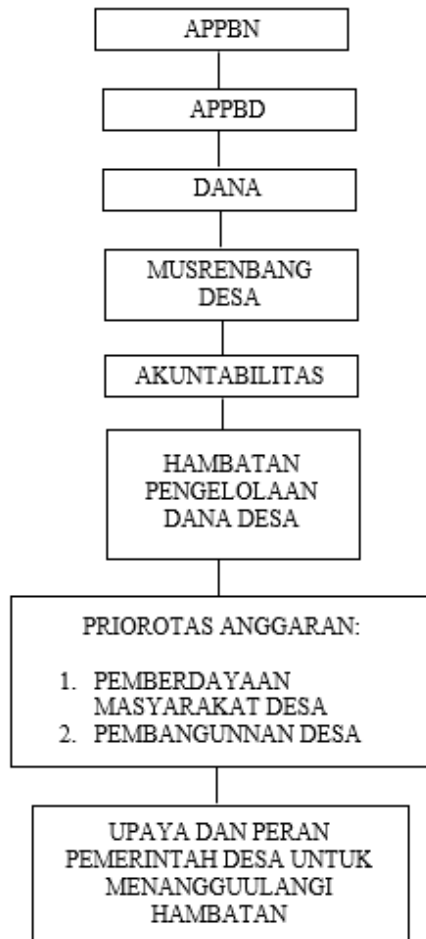 APPBN
APPBD
DANA
MUSRENBANG
DESA
AKUNTABILITAS
HAMBATAN
PENGELOLAAN
DANA DESA
PRIOROTAS ANGGARAN:
1. PEMBERDAYAAN
MASYARAKAT DESA
2. PEMBANGUNNAN DESA
UPAYA DAN PERAN
PEMERINTAH DESA UNTUK
MENANGGUULANGI
HAMBATAN